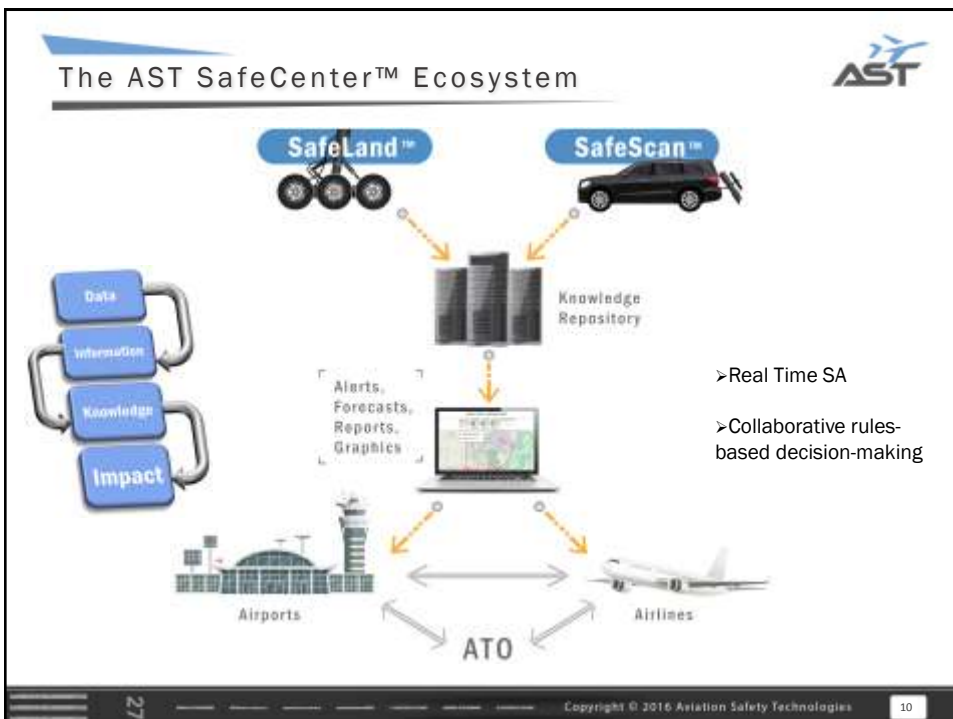 The AST SafeCenter™ Ecosystem
AST
SafeLand™
SafeScan™
Knowledge
Repository
Data
Information
Knowledge
Impact
Alerts,
Forecasts,
Reports,
Graphics
➢Real Time SA
➢Collaborative rules-
based decision-making
Airports
Airlines
ATO
27
Copyright © 2016 Aviation Safety Technologies
10